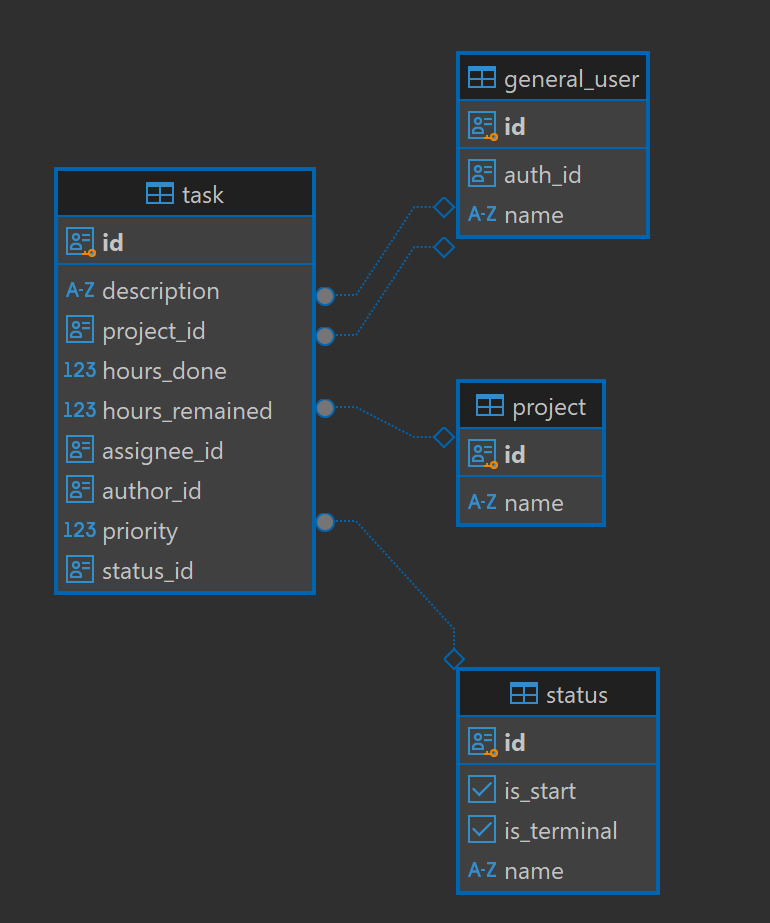 task
id
A-Z description
project_id
123 hours_done
123 hours_remained
assignee_id
author_id
123 priority
status_id
general_user
id
auth_id
A-Z name
project
id
A-Z name
status
id
is_start
is_terminal
A-Z name